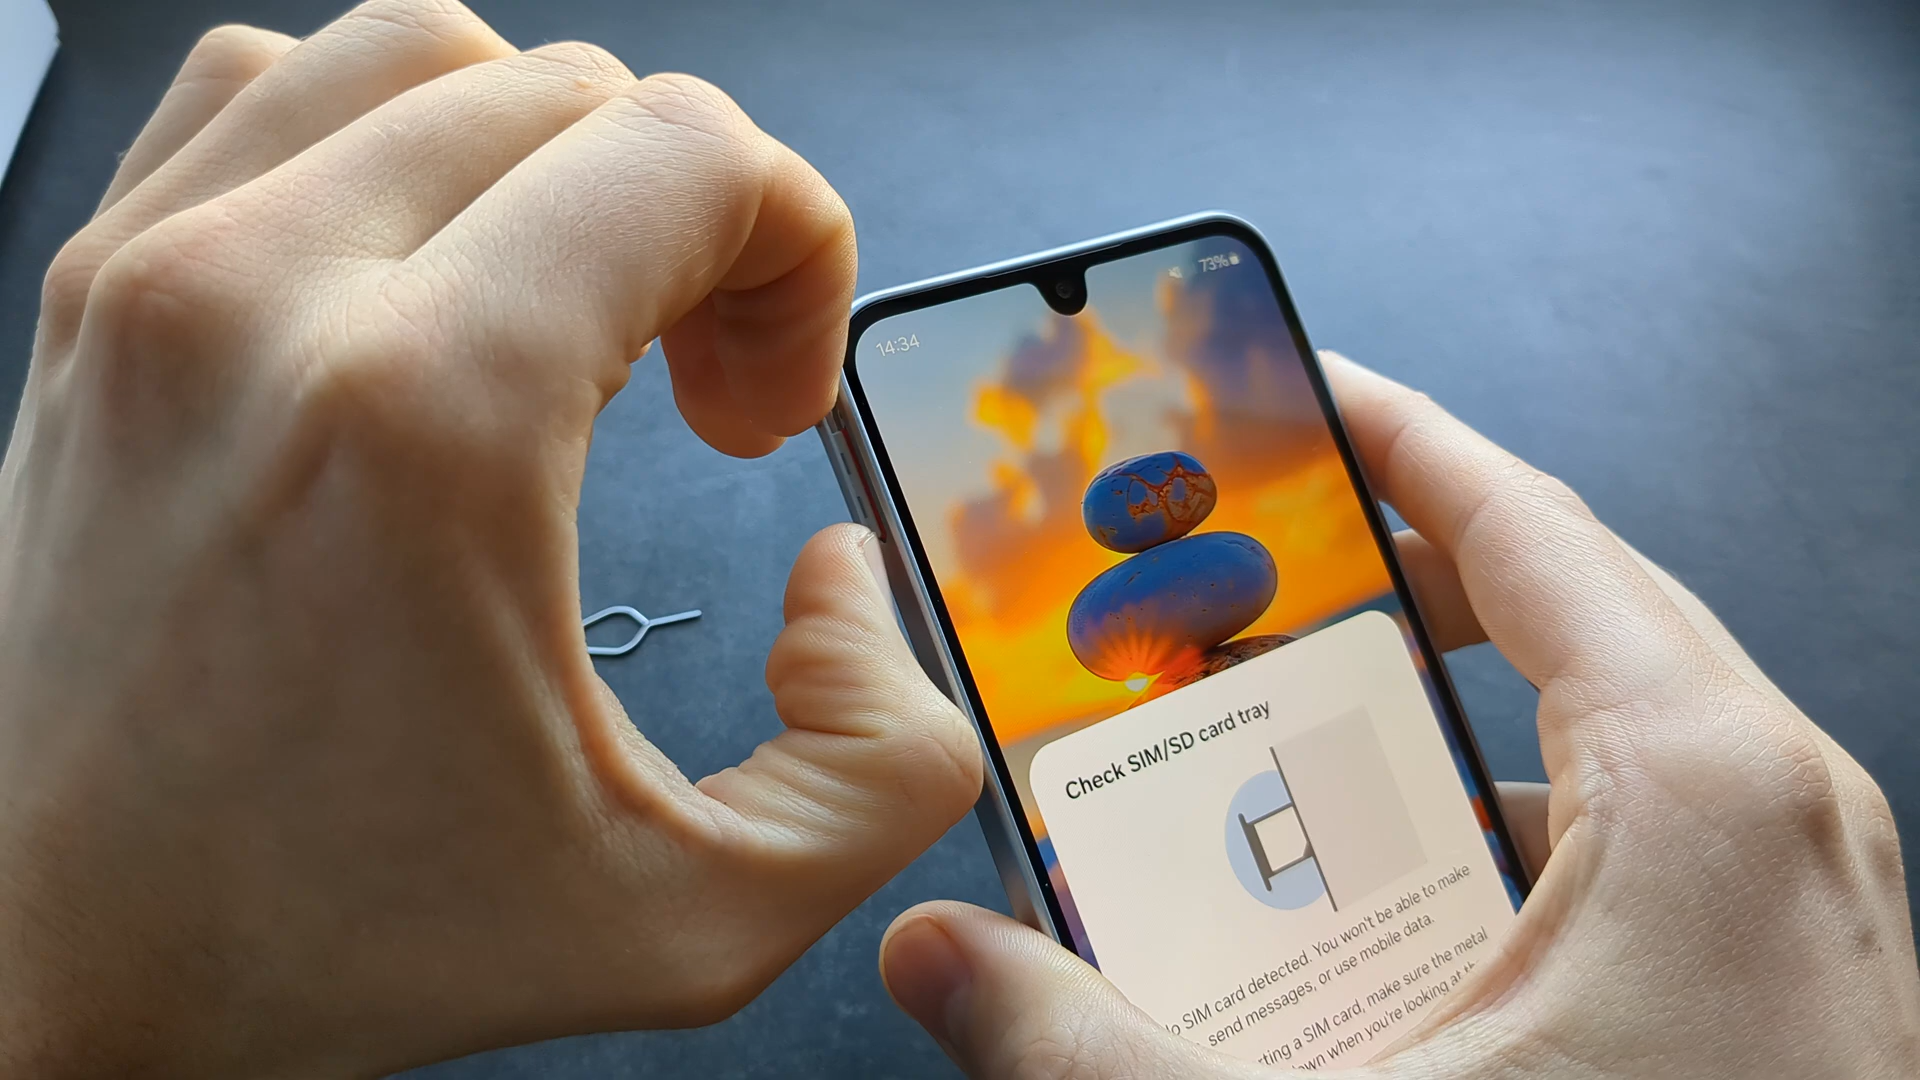 14:34
73%
Check SIM/SD card tray
SIM card detected. You won't be able to make
send messages, or use mobile data.
a SIM card, make sure the metal
when you're looking at